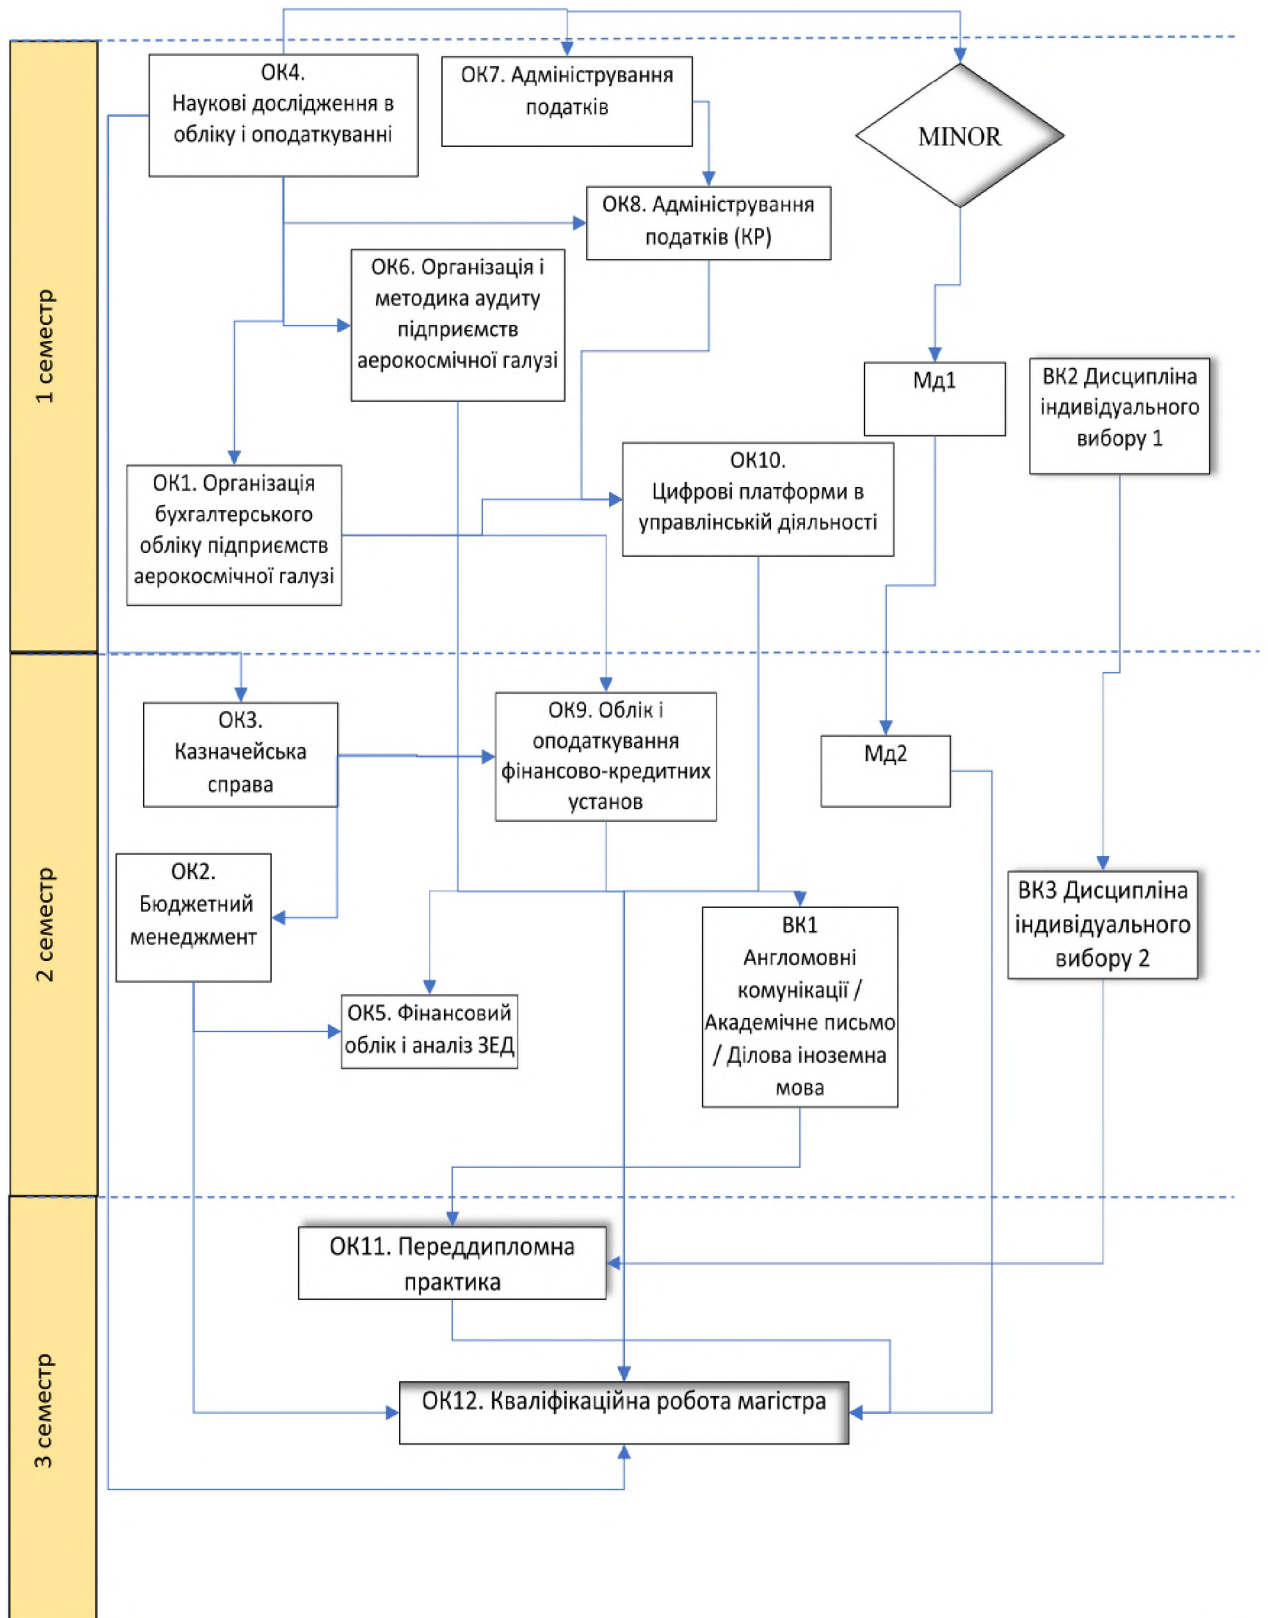 1 семестр
ОК4.
Наукові дослідження в
обліку і оподаткуванні
ОК7. Адміністрування
податків
MINOR
ОК8. Адміністрування
податків (КР)
ОК6. Організація і
методика аудиту
підприємств
аерокосмічної галузі
Мд1
ВК2 Дисципліна
індивідуального
вибору 1
ОК1. Організація
бухгалтерського
обліку підприємств
аерокосмічної галузі
ОК10.
Цифрові платформи в
управлінській діяльності
2 семестр
ОК3.
Казначейська
справа
ОК9. Облік і
оподаткування
фінансово-кредитних
установ
Мд2
ОК2.
Бюджетний
менеджмент
ВК1
Англомовні
комунікації /
Академічне письмо
/ Ділова іноземна
мова
ВК3 Дисципліна
індивідуального
вибору 2
ОК5. Фінансовий
облік і аналіз ЗЕД
3 семестр
ОК11. Переддипломна
практика
ОК12. Кваліфікаційна робота магістра